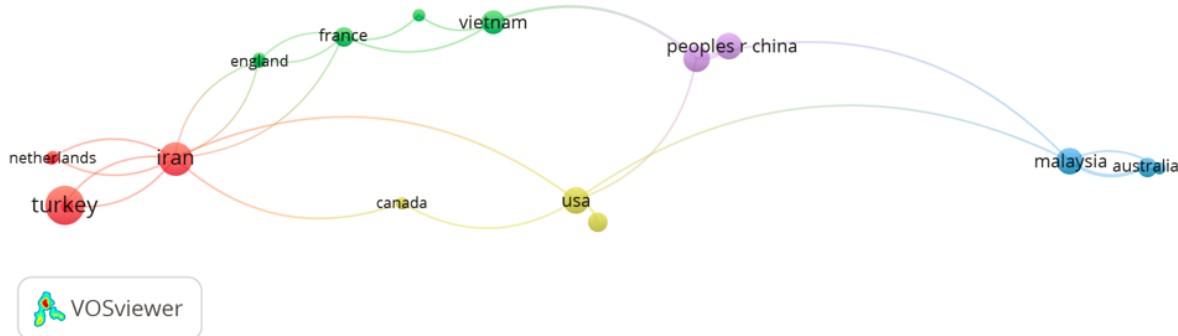 vietnam
france
peoples r china
england
netherlands
iran
malaysia
australia
turkey
canada
usa
VOSviewer